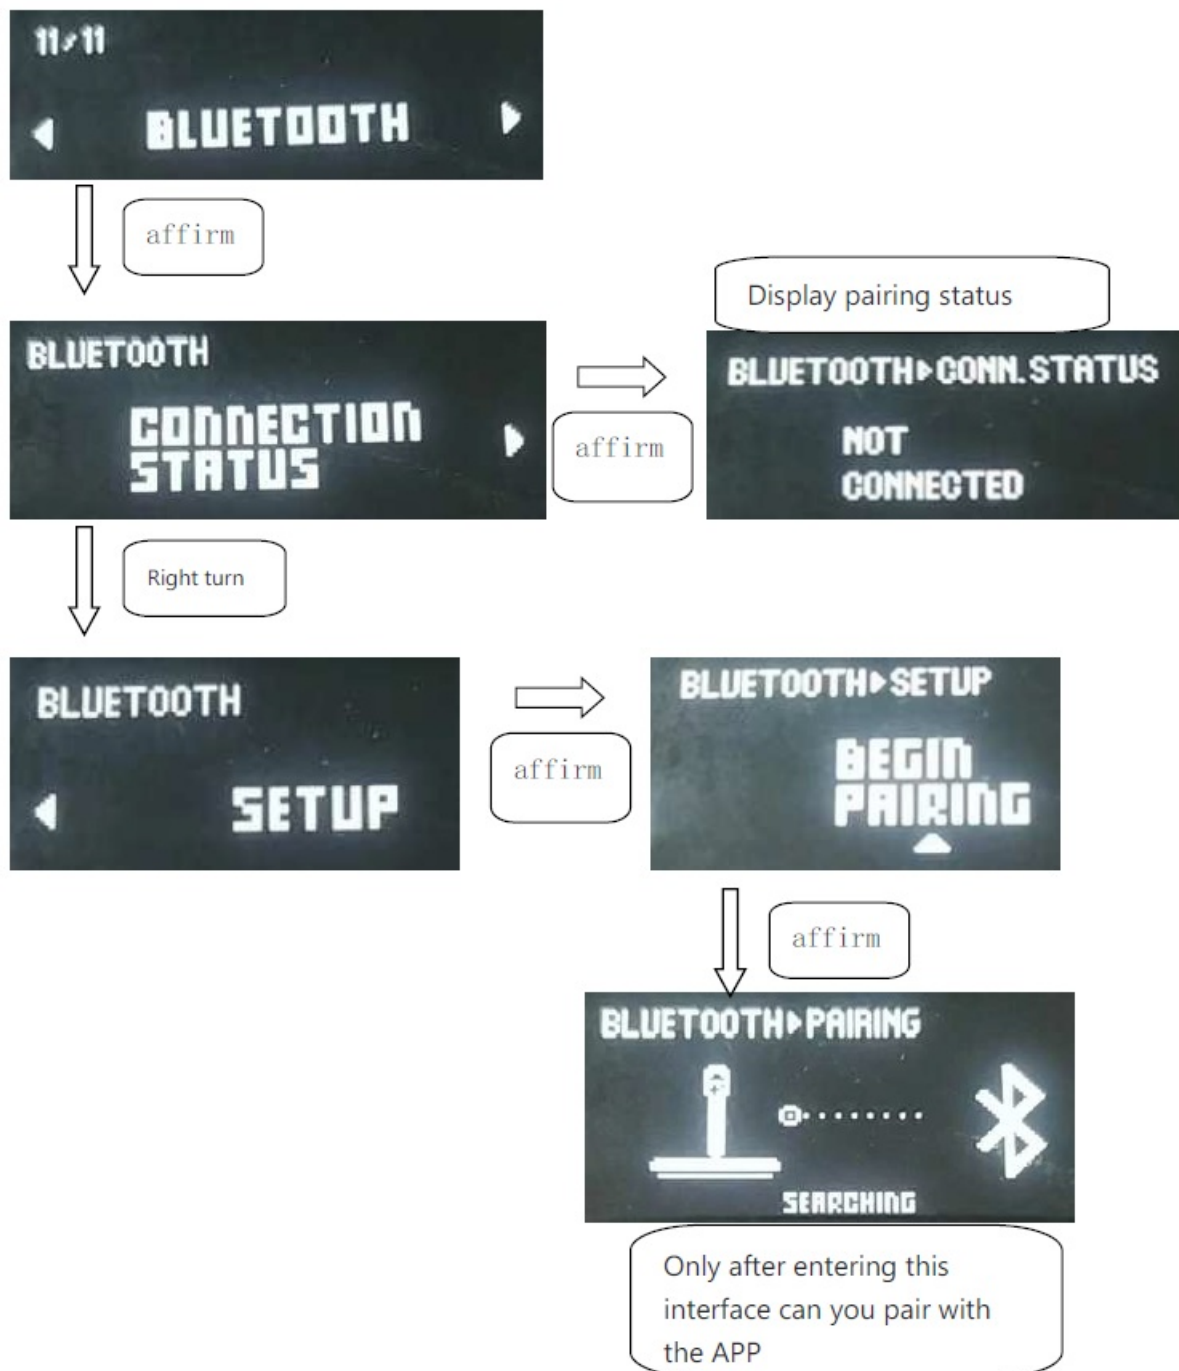 11/11
BLUETOOTH
affirm
Display pairing status
BLUETOOTH
CONNECTION
STATUS
affirm
BLUETOOTH▸CONN.STATUS
NOT
CONNECTED
Right turn
BLUETOOTH
SETUP
affirm
BLUETOOTH▸SETUP
BEGIN
PAIRING
affirm
BLUETOOTH▸PAIRING
SEARCHING
Only after entering this
interface can you pair with
the APP